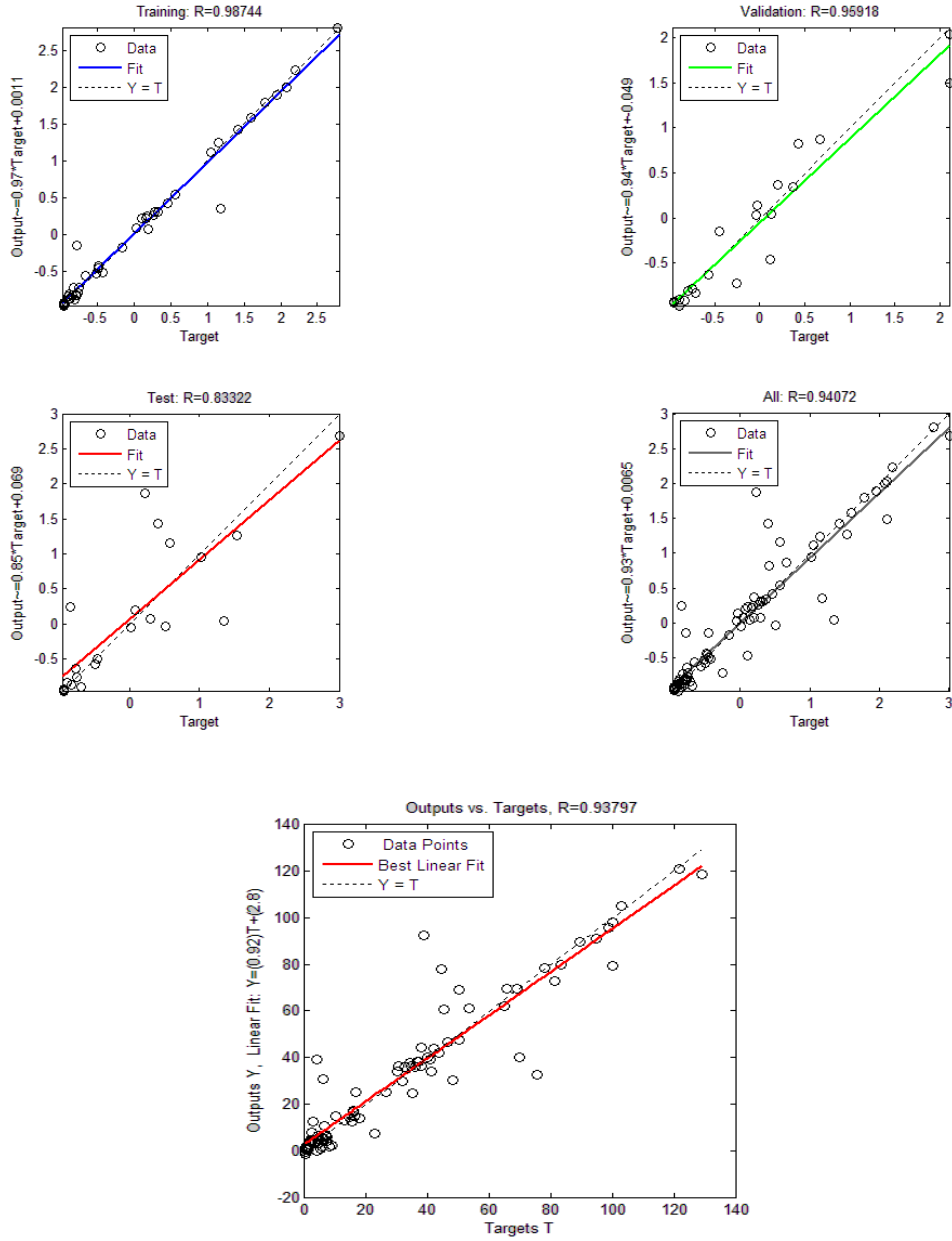 Training: R=0.98744
Data
Fit
Y = T
2.5
2
1.5
1
0.5
0
-0.5
-0.5
0
0.5
1
1.5
2
2.5
Target
Output~=0.97*Target+0.0011
Validation: R=0.95918
Data
Fit
Y = T
2
1.5
1
0.5
0
-0.5
-0.5
0
0.5
1
1.5
2
Target
Output~=0.94*Target+-0.049
Test: R=0.83322
Data
Fit
Y = T
3
2.5
2
1.5
1
0.5
0
-0.5
0
1
2
3
Target
Output~=0.85*Target+0.069
All: R=0.94072
Data
Fit
Y = T
3
2.5
2
1.5
1
0.5
0
-0.5
0
1
2
3
Target
Output~=0.93*Target+0.0065
Outputs vs. Targets, R=0.93797
Data Points
Best Linear Fit
Y = T
140
120
100
80
60
40
20
0
-20
0
20
40
60
80
100
120
140
Targets T
Outputs Y, Linear Fit: Y=(0.92)T+(2.8)